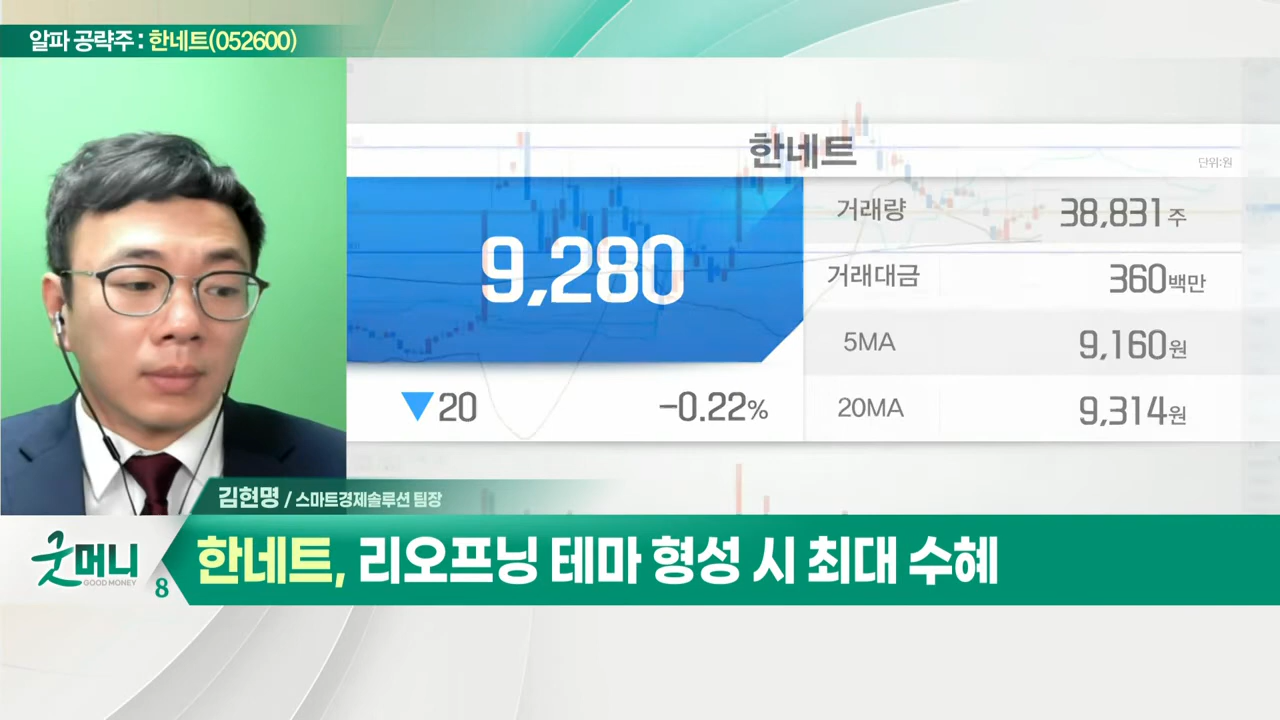 알파 공략주 : 한네트(052600)
한네트
단위:원
9,280
▼20 -0.22%
거래량 38,831주
거래대금 360백만
5MA 9,160원
20MA 9,314원
김현명 / 스마트경제솔루션 팀장
굿머니
GOOD MONEY
8
한네트, 리오프닝 테마 형성 시 최대 수혜